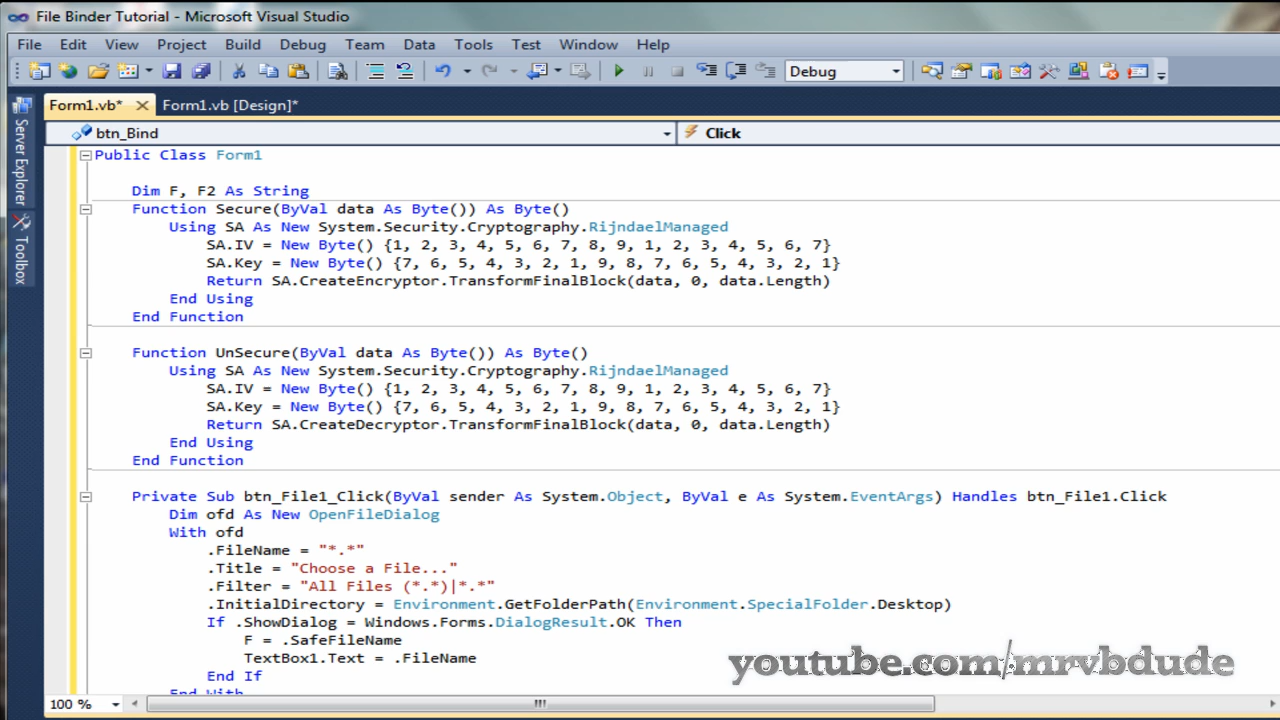 File Binder Tutorial - Microsoft Visual Studio
File Edit View Project Build Debug Team Data Tools Test Window Help
Debug
Form1.vb* Form1.vb [Design]*
btn_Bind Click
Server Explorer
Toolbox
Public Class Form1
Dim F, F2 As String
Function Secure(ByVal data As Byte()) As Byte()
Using SA As New System.Security.Cryptography.RijndaelManaged
SA.IV = New Byte() {1, 2, 3, 4, 5, 6, 7, 8, 9, 1, 2, 3, 4, 5, 6, 7}
SA.Key = New Byte() {7, 6, 5, 4, 3, 2, 1, 9, 8, 7, 6, 5, 4, 3, 2, 1}
Return SA.CreateEncryptor.TransformFinalBlock(data, 0, data.Length)
End Using
End Function
Function UnSecure(ByVal data As Byte()) As Byte()
Using SA As New System.Security.Cryptography.RijndaelManaged
SA.IV = New Byte() {1, 2, 3, 4, 5, 6, 7, 8, 9, 1, 2, 3, 4, 5, 6, 7}
SA.Key = New Byte() {7, 6, 5, 4, 3, 2, 1, 9, 8, 7, 6, 5, 4, 3, 2, 1}
Return SA.CreateDecryptor.TransformFinalBlock(data, 0, data.Length)
End Using
End Function
Private Sub btn_File1_Click(ByVal sender As System.Object, ByVal e As System.EventArgs) Handles btn_File1.Click
Dim ofd As New OpenFileDialog
With ofd
.FileName = "*.*"
.Title = "Choose a File..."
.Filter = "All Files (*.*)|*.*"
.InitialDirectory = Environment.GetFolderPath(Environment.SpecialFolder.Desktop)
If .ShowDialog = Windows.Forms.DialogResult.OK Then
F = .SafeFileName
TextBox1.Text = .FileName
End If
End With
youtube.com/mrvbdude
100 %